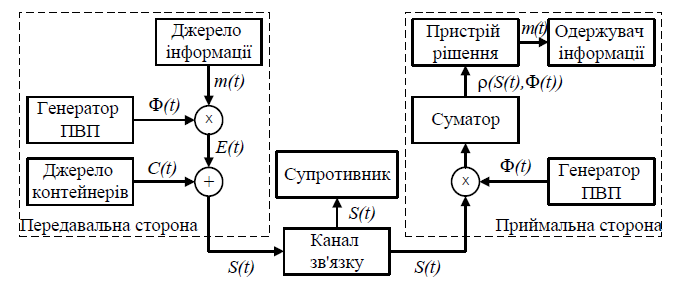 Джерело
інформації
m(t)
Генератор
ПВП
Φ(t)
x
E(t)
Джерело
контейнерів
C(t)
+
Передавальна сторона
S(t)
Супротивник
S(t)
Канал
зв'язку
S(t)
Пристрій
рішення
m(t)
Одержувач
інформації
ρ(S(t),Φ(t))
Суматор
x
Φ(t)
Генератор
ПВП
Приймальна сторона